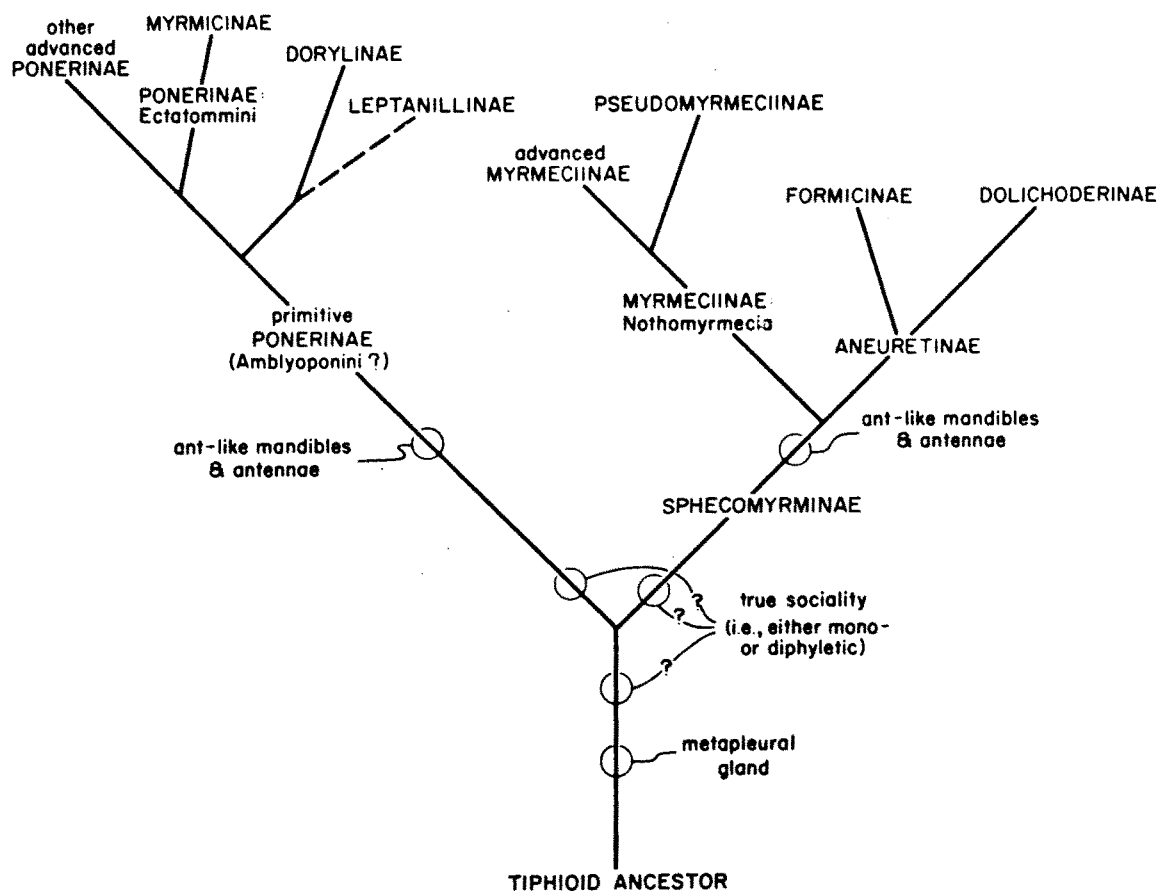 other
advanced
PONERINAE
MYRMICINAE
PONERINAE:
Ectatommini
DORYLINAE
LEPTANILLINAE
PSEUDOMYRMECIINAE
advanced
MYRMECIINAE
FORMICINAE
DOLICHODERINAE
primitive
PONERINAE
(Amblyoponini ?)
MYRMECIINAE:
Nothomyrmecia
ANEURETINAE
ant-like mandibles
& antennae
ant-like mandibles
& antennae
SPHECOMYRMINAE
?
?
?
true sociality
(i.e., either mono-
or diphyletic)
metapleural
gland
TIPHIOID ANCESTOR